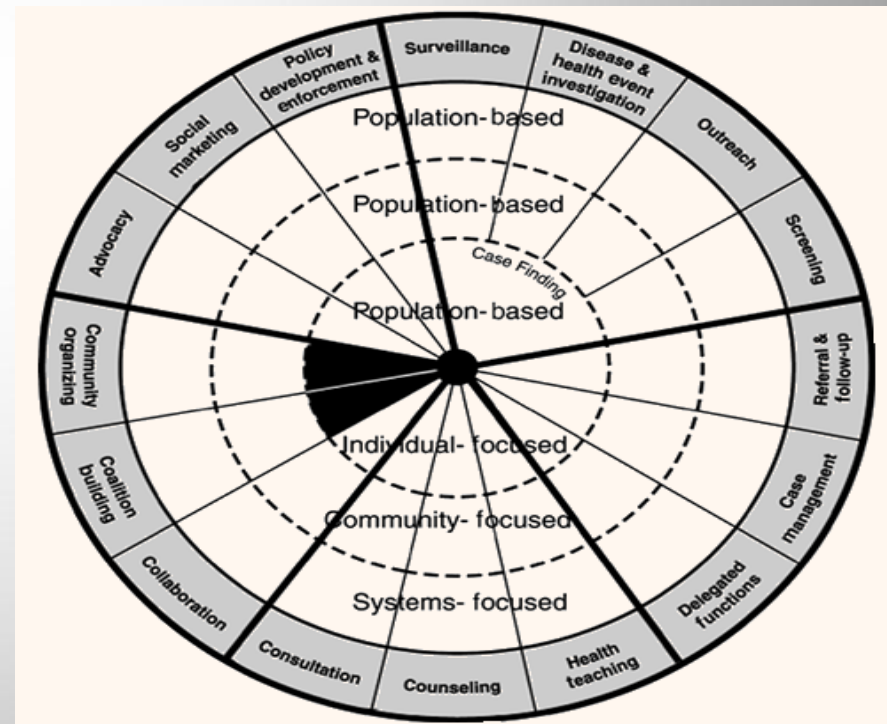 Surveillance
Disease &
health event
investigation
Outreach
Screening
Referral &
follow-up
Case
management
Delegated
functions
Health
teaching
Counseling
Consultation
Collaboration
Coalition
building
Community
organizing
Advocacy
Social
marketing
Policy
development &
enforcement
Population- based
Population- based
Case Finding
Population- based
Individual- focused
Community- focused
Systems- focused